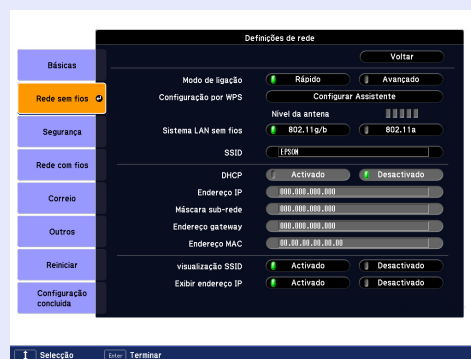 Definições de rede
Voltar
Básicas
Modo de ligação Rápido Avançado
Rede sem fios
Configuração por WPS Configurar Assistente
Nível da antena
Segurança
Sistema LAN sem fios 802.11g/b 802.11a
SSID EPSON
Rede com fios
DHCP Activado Desactivado
Endereço IP 000.000.000.000
Correio
Máscara sub-rede 000.000.000.000
Endereço gateway 000.000.000.000
Outros
Endereço MAC 00.00.00.00.00.00
Reiniciar
visualização SSID Activado Desactivado
Exibir endereço IP Activado Desactivado
Configuração
concluída
Selecção Enter Terminar